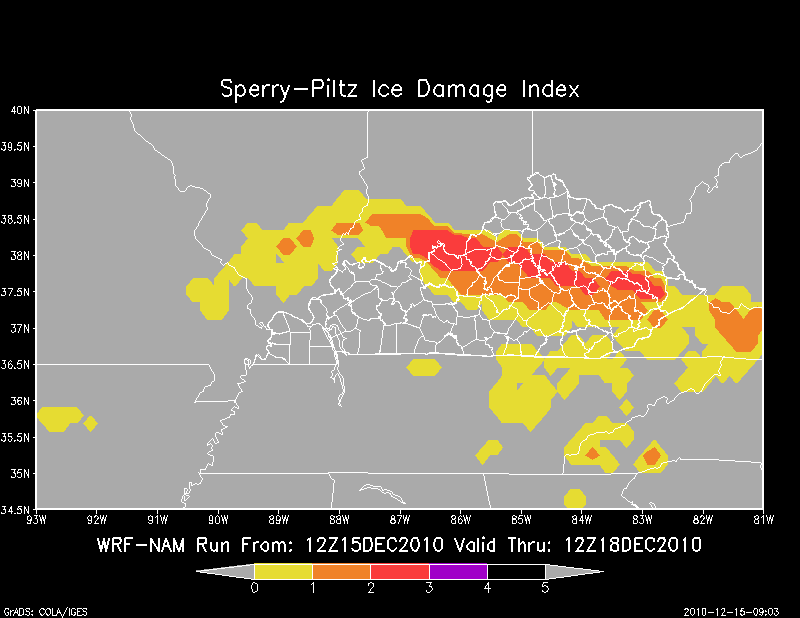 Sperry-Piltz Ice Damage Index
40N
39.5N
39N
38.5N
38N
37.5N
37N
36.5N
36N
35.5N
35N
34.5N
93W 92W 91W 90W 89W 88W 87W 86W 85W 84W 83W 82W 81W
WRF-NAM Run From: 12Z15DEC2010 Valid Thru: 12Z18DEC2010
0 1 2 3 4 5
GrADS: COLA/IGES 2010-12-15-09:03